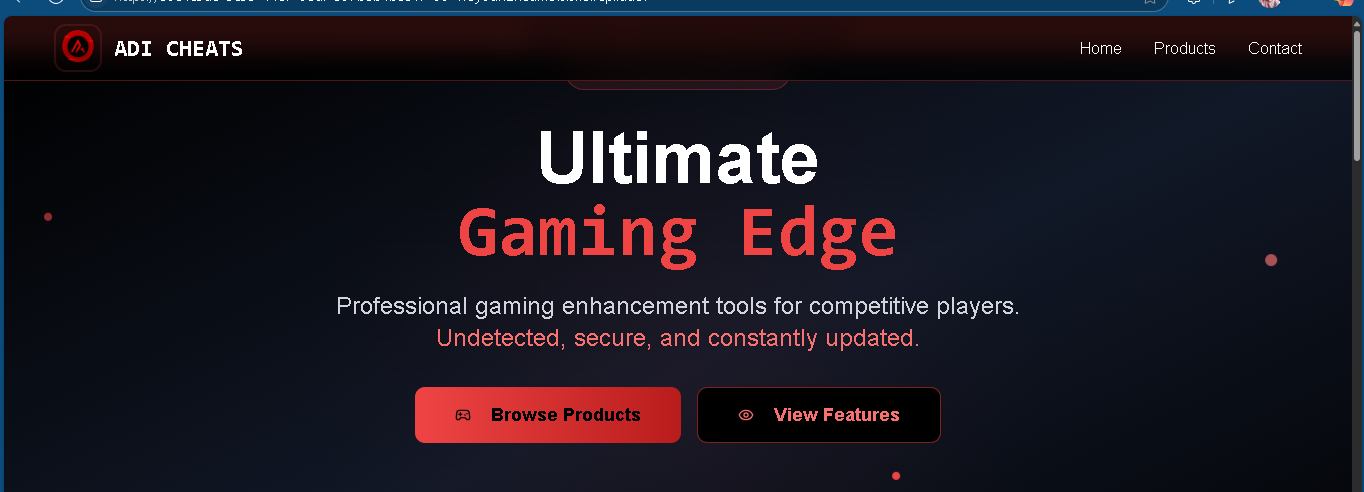 ADI CHEATS
Home
Products
Contact
Ultimate
Gaming Edge
Professional gaming enhancement tools for competitive players.
Undetected, secure, and constantly updated.
Browse Products
View Features